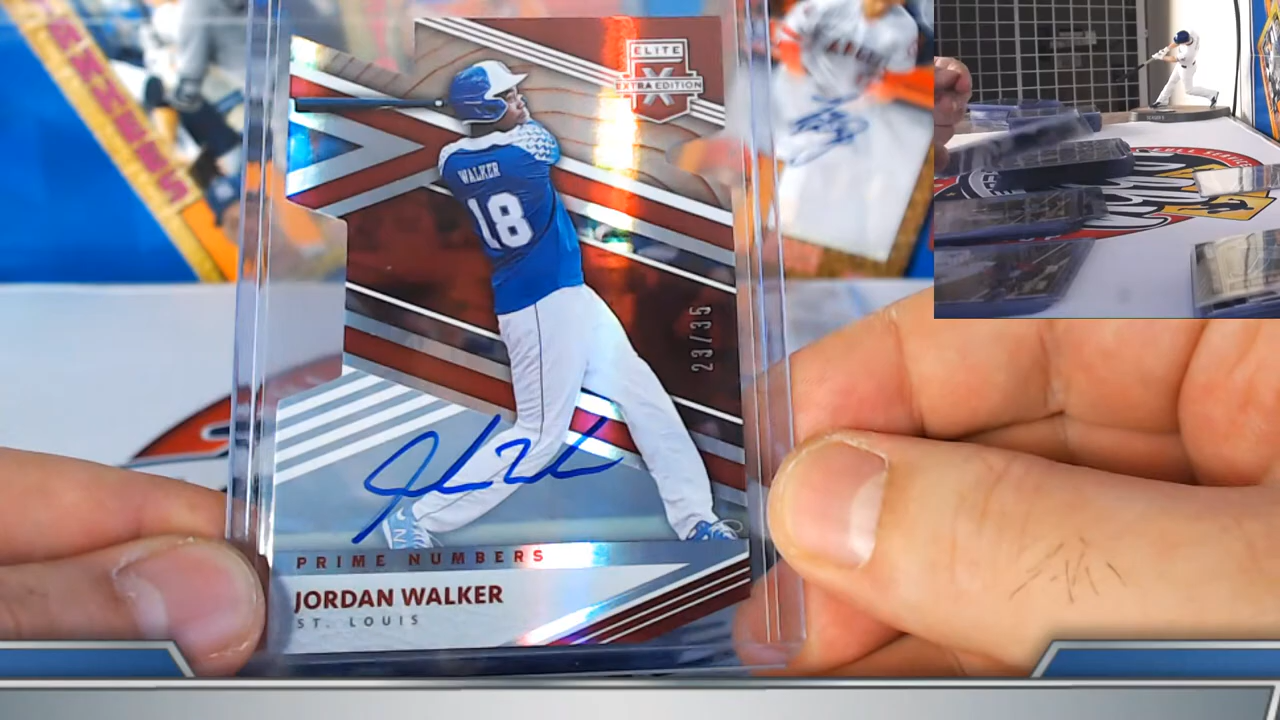 ELITE
EXTRA EDITION
WALKER
18
23/35
PRIME NUMBERS
JORDAN WALKER
ST. LOUIS